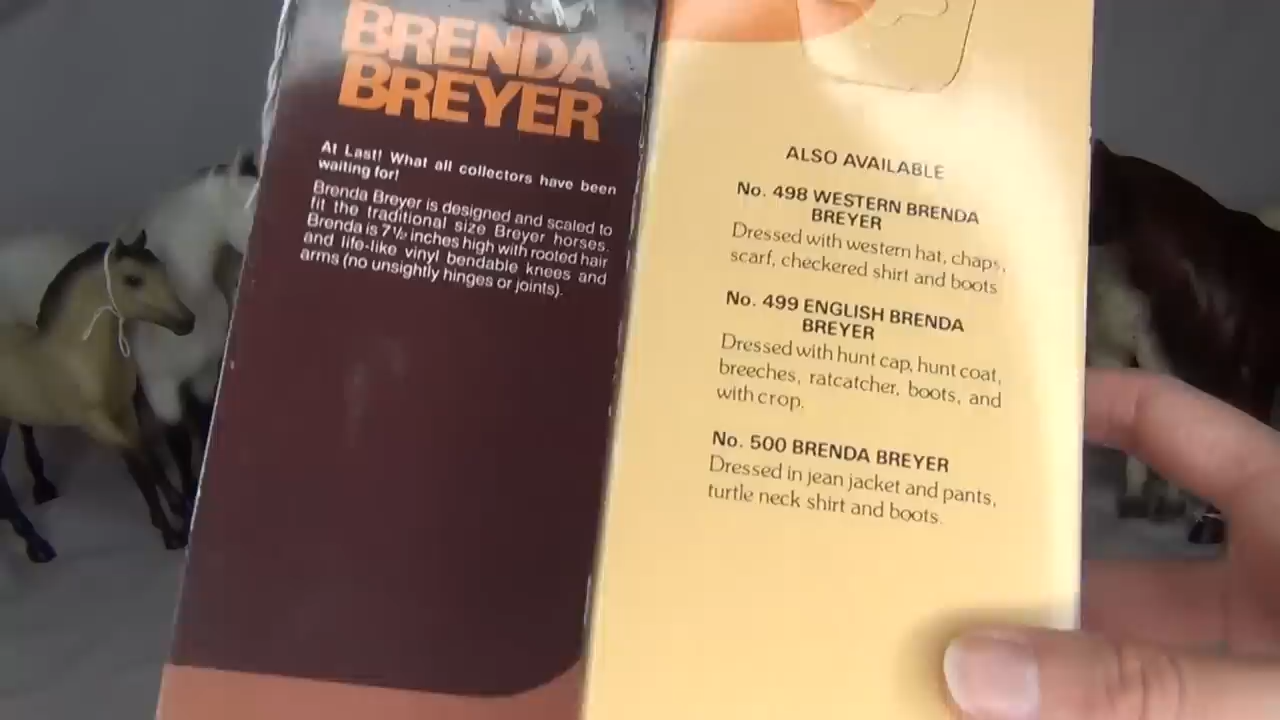 BRENDA
BREYER
At Last! What all collectors have been
waiting for!
Brenda Breyer is designed and scaled to
fit the traditional size Breyer horses.
Brenda is 7½ inches high with rooted hair
and life-like vinyl bendable knees and
arms (no unsightly hinges or joints).
ALSO AVAILABLE
No. 498 WESTERN BRENDA
BREYER
Dressed with western hat, chaps,
scarf, checkered shirt and boots
No. 499 ENGLISH BRENDA
BREYER
Dressed with hunt cap, hunt coat,
breeches, ratcatcher, boots, and
with crop.
No. 500 BRENDA BREYER
Dressed in jean jacket and pants,
turtle neck shirt and boots.